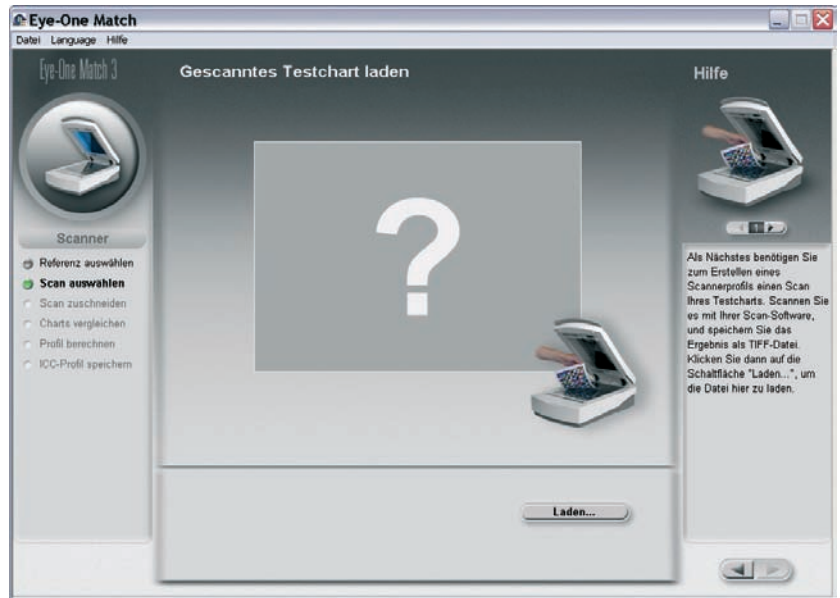 Eye-One Match
Datei Language Hilfe
Eye-One Match 3
Gescanntes Testchart laden
Hilfe
?
1
Scanner
Referenz auswählen
Scan auswählen
Scan zuschneiden
Charts vergleichen
Profil berechnen
ICC-Profil speichern
Als Nächstes benötigen Sie
zum Erstellen eines
Scannerprofils einen Scan
Ihres Testcharts. Scannen Sie
es mit Ihrer Scan-Software,
und speichern Sie das
Ergebnis als TIFF-Datei.
Klicken Sie dann auf die
Schaltfläche "Laden...", um
die Datei hier zu laden.
Laden...